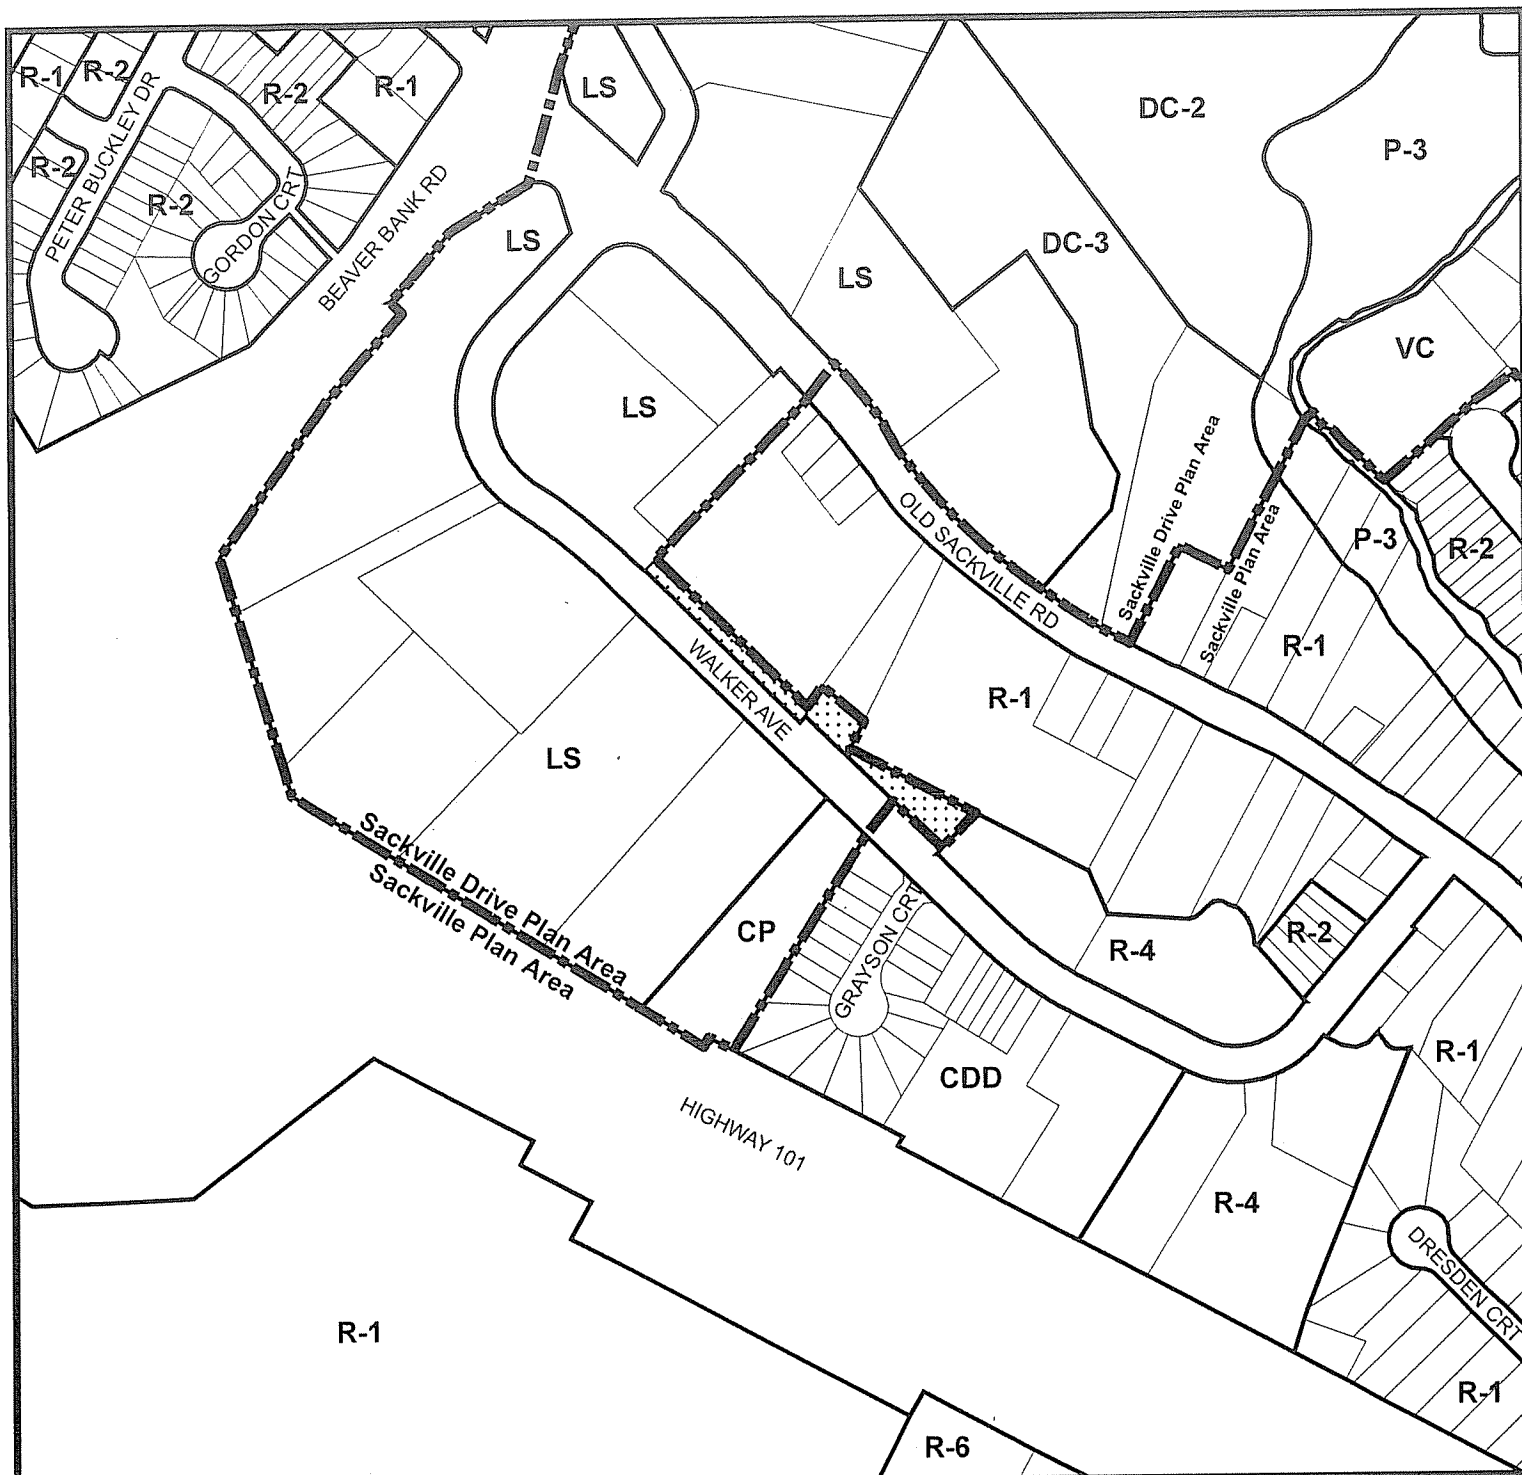 R-1
R-2
R-2
R-1
LS
DC-2
P-3
R-2
PETER BUCKLEY DR
R-2
GORDON CRT
BEAVER BANK RD
LS
LS
DC-3
VC
LS
OLD SACKVILLE RD
Sackville Drive Plan Area
Sackville Plan Area
P-3
R-2
R-1
WALKER AVE
R-1
LS
Sackville Drive Plan Area
Sackville Plan Area
CP
GRAYSON CRT
R-4
R-2
R-1
CDD
HIGHWAY 101
R-4
DRESDEN CRT
R-1
R-1
R-6